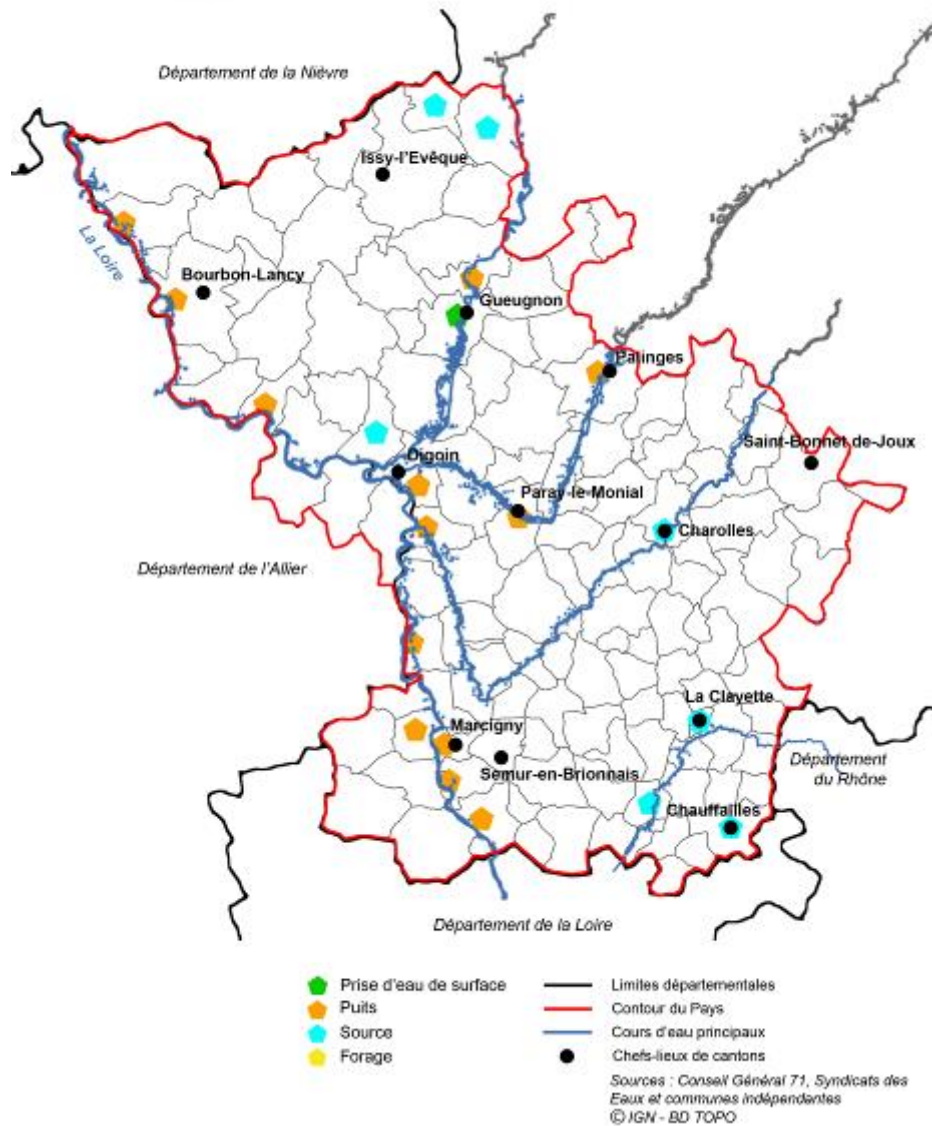 Département de la Nièvre
Issy-l'Evêque
La Loire
Bourbon-Lancy
Gueugnon
Palinges
Saint-Bonnet de-Joux
Digoin
Paray-le-Monial
Charolles
Département de l'Allier
La Clayette
Marcigny
Semur-en-Brionnais
Département
du Rhône
Chauffailles
Département de la Loire
Prise d'eau de surface
Puits
Source
Forage
Limites départementales
Contour du Pays
Cours d'eau principaux
Chefs-lieux de cantons
Sources : Conseil Général 71, Syndicats des
Eaux et communes indépendantes
© IGN - BD TOPO